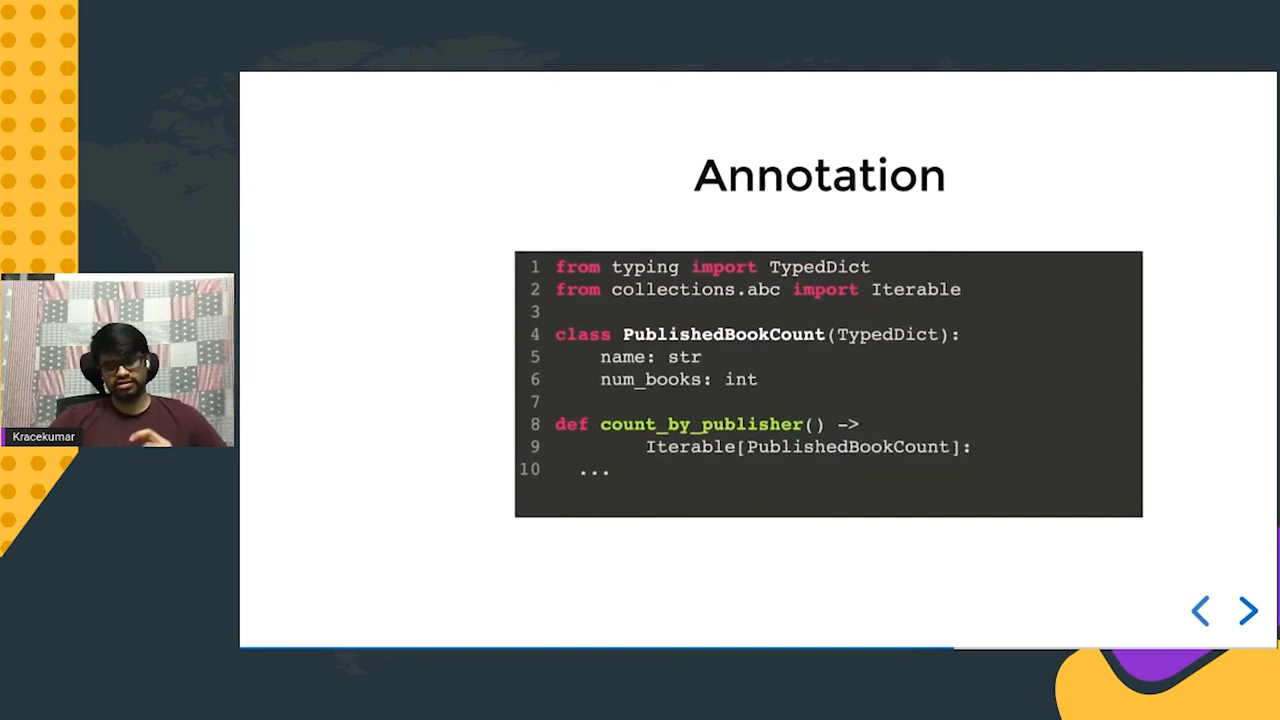 Annotation
1 from typing import TypedDict
2 from collections.abc import Iterable
3
4 class PublishedBookCount(TypedDict):
5     name: str
6     num_books: int
7
8 def count_by_publisher() ->
9         Iterable[PublishedBookCount]:
10   ...
Kracekumar